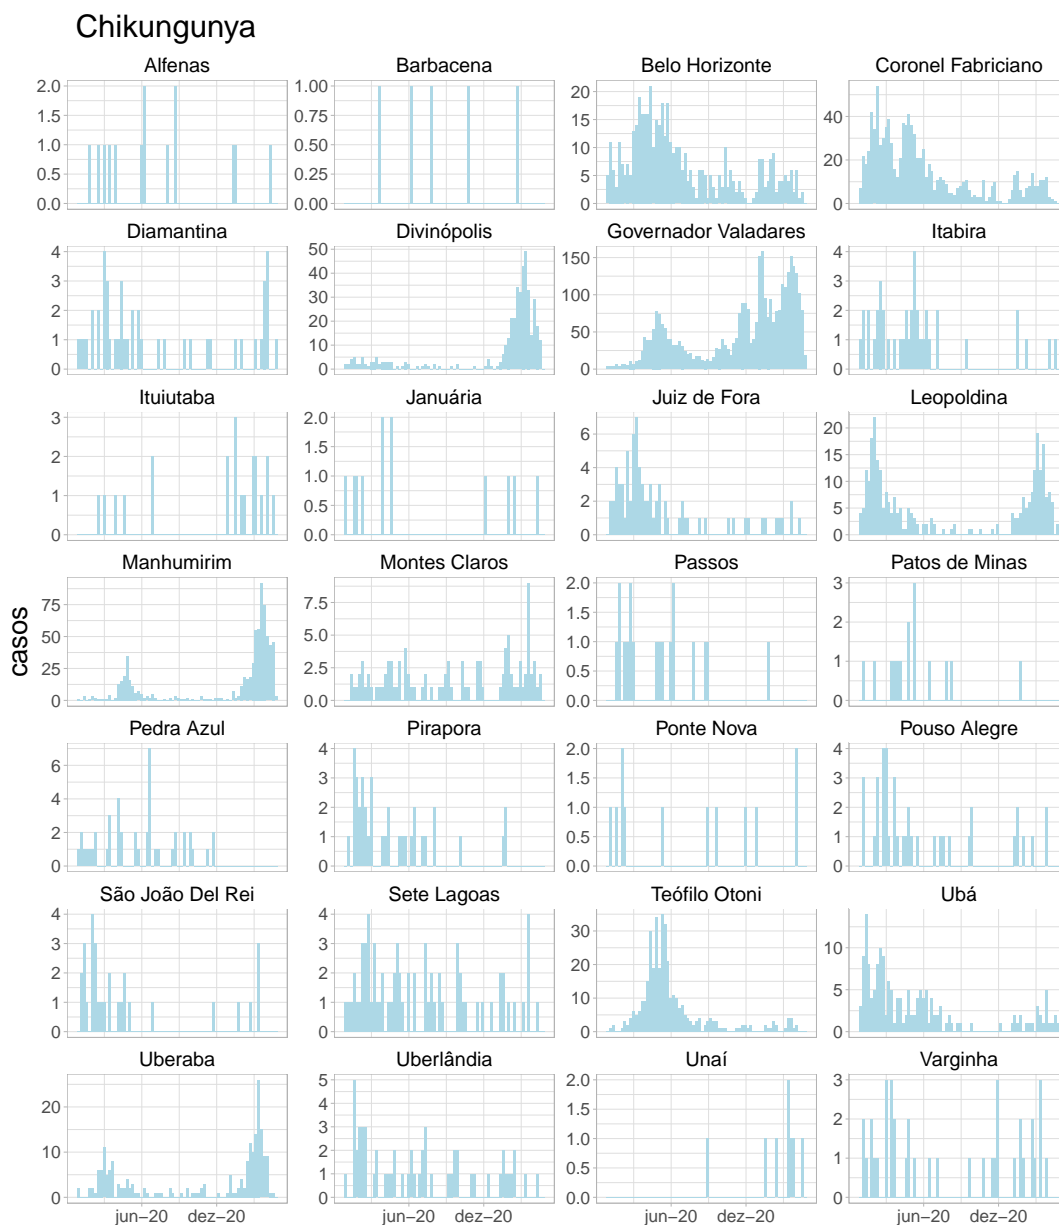 Chikungunya
Alfenas Barbacena Belo Horizonte Coronel Fabriciano
2.0 1.00 20
1.5 0.75 15 40
1.0 0.50 10
0.5 0.25 5 20
0.0 0.00 0 0
Diamantina Divinópolis Governador Valadares Itabira
4 50 150 4
3 40 3
30 100
2 20 2
1 10 50 1
0 0 0 0
Ituiutaba Januária Juiz de Fora Leopoldina
3 2.0 6 20
2 1.5 15
4
1.0 10
1 0.5 2 5
0 0.0 0 0
Manhumirim Montes Claros Passos Patos de Minas
75 7.5 2.0 3
50 5.0 1.5 2
1.0
25 2.5 0.5 1
0 0.0 0.0 0
casos
Pedra Azul Pirapora Ponte Nova Pouso Alegre
6 4 2.0 4
3 1.5 3
4
2 1.0 2
2 1 0.5 1
0 0 0.0 0
São João Del Rei Sete Lagoas Teófilo Otoni Ubá
4 4 30
3 3 10
2 2 20
5
1 1 10
0 0 0 0
Uberaba Uberlândia Unaí Varginha
20 5 2.0 3
4 1.5
3 2
10 2 1.0
1 0.5 1
0 0 0.0 0
jun–20 dez–20 jun–20 dez–20 jun–20 dez–20 jun–20 dez–20